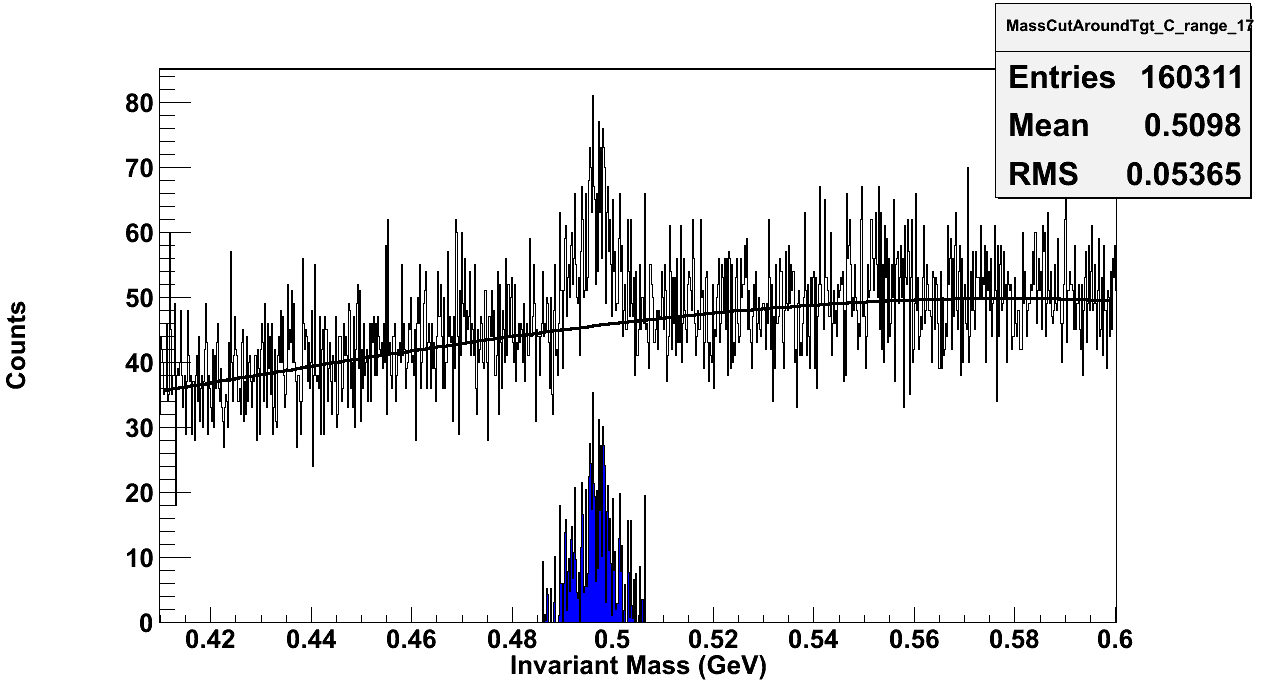 MassCutAroundTgt_C_range_17
Entries 160311
Mean 0.5098
RMS 0.05365
Counts
80
70
60
50
40
30
20
10
0
0.42 0.44 0.46 0.48 0.5 0.52 0.54 0.56 0.58 0.6
Invariant Mass (GeV)